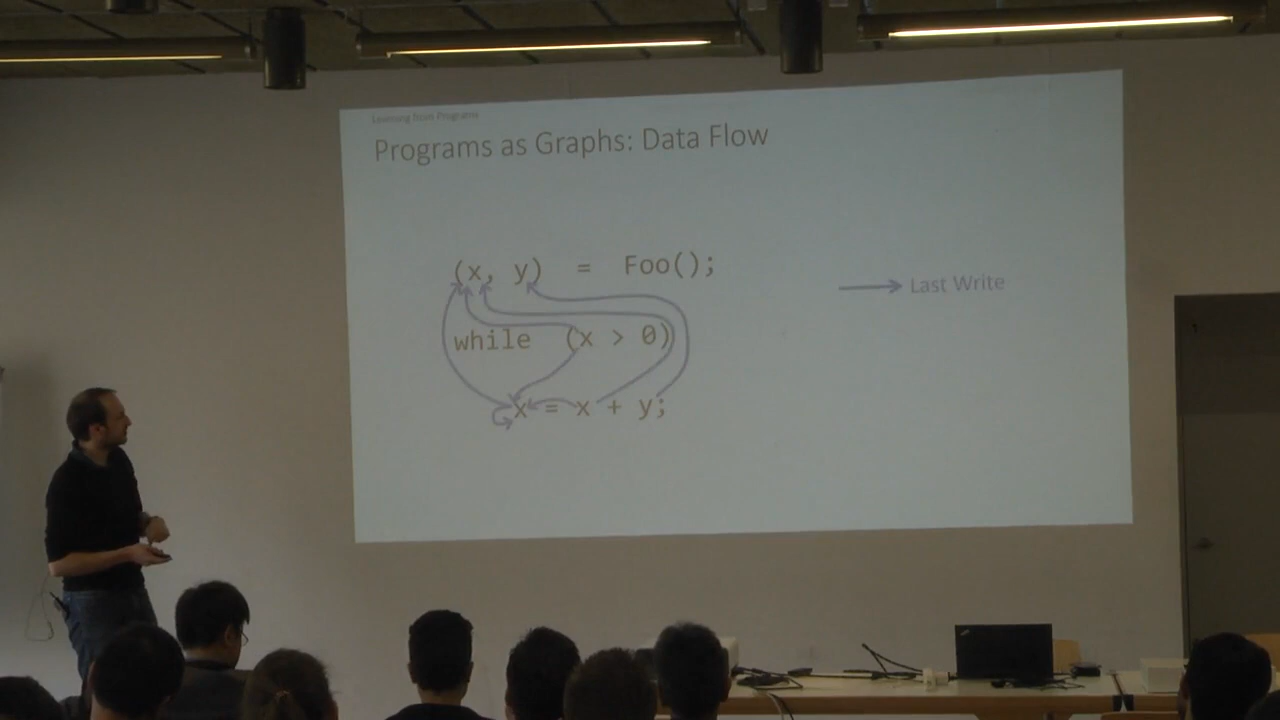 Learning from Programs
Programs as Graphs: Data Flow
(x, y) = Foo();
Last Write
while (x > 0)
x = x + y;